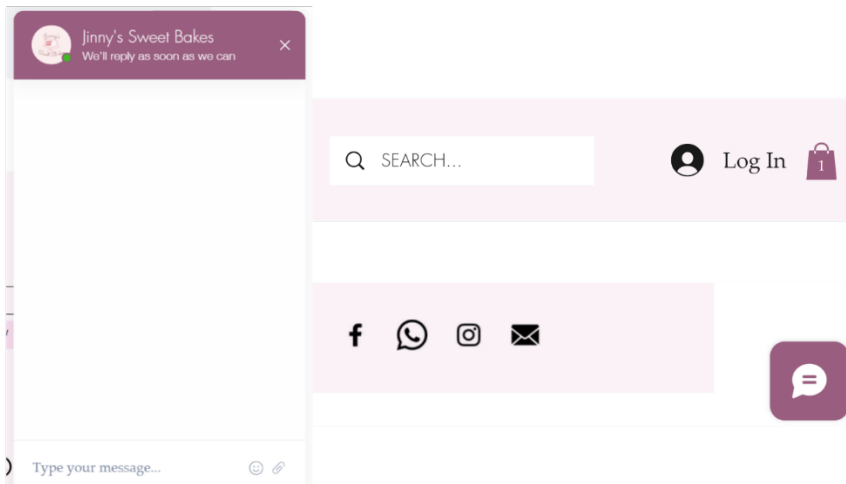 Jinny's Sweet Bakes
We'll reply as soon as we can
SEARCH...
Log In
1
Type your message...